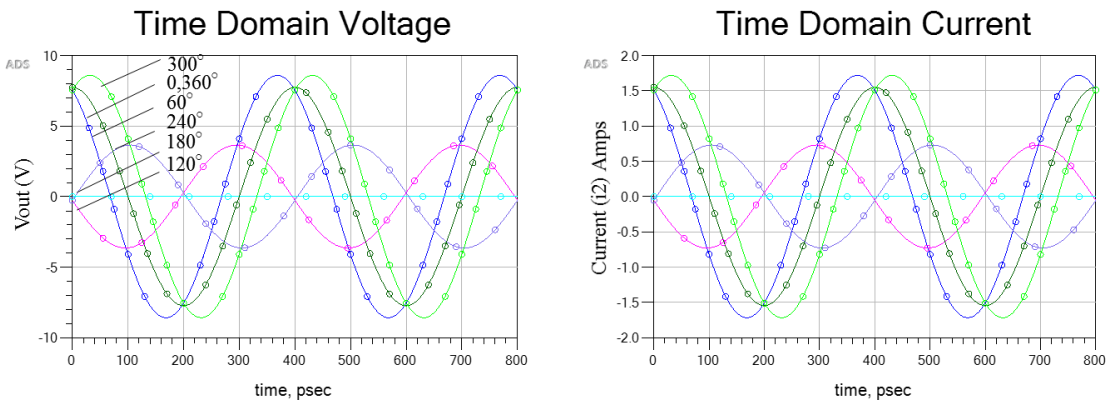 Time Domain Voltage
ADS
10
5
0
-5
-10
300°
0,360°
60°
240°
180°
120°
Vout (V)
0 100 200 300 400 500 600 700 800
time, psec
Time Domain Current
ADS
2.0
1.5
1.0
0.5
0.0
-0.5
-1.0
-1.5
-2.0
Current (i2) Amps
0 100 200 300 400 500 600 700 800
time, psec